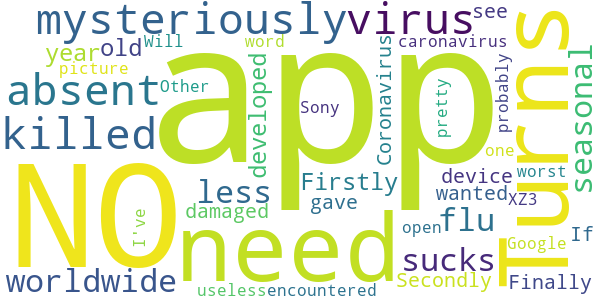 mysteriously virus see
year old Will word caronavirus
picture
absent Other
app
Turns
seasonal
killed developed Sony Coronavirus pretty probably
NO I've
less Firstly device one worst
gave wanted XZ3
damaged
need open flu If
Google
worldwide sucks Secondly Finally
useless encountered